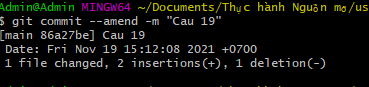 Admin@Admin MINGW64 ~/Documents/Thực hành Nguồn mở/us
$ git commit --amend -m "Cau 19"
[main 86a27be] Cau 19
Date: Fri Nov 19 15:12:08 2021 +0700
1 file changed, 2 insertions(+), 1 deletion(-)